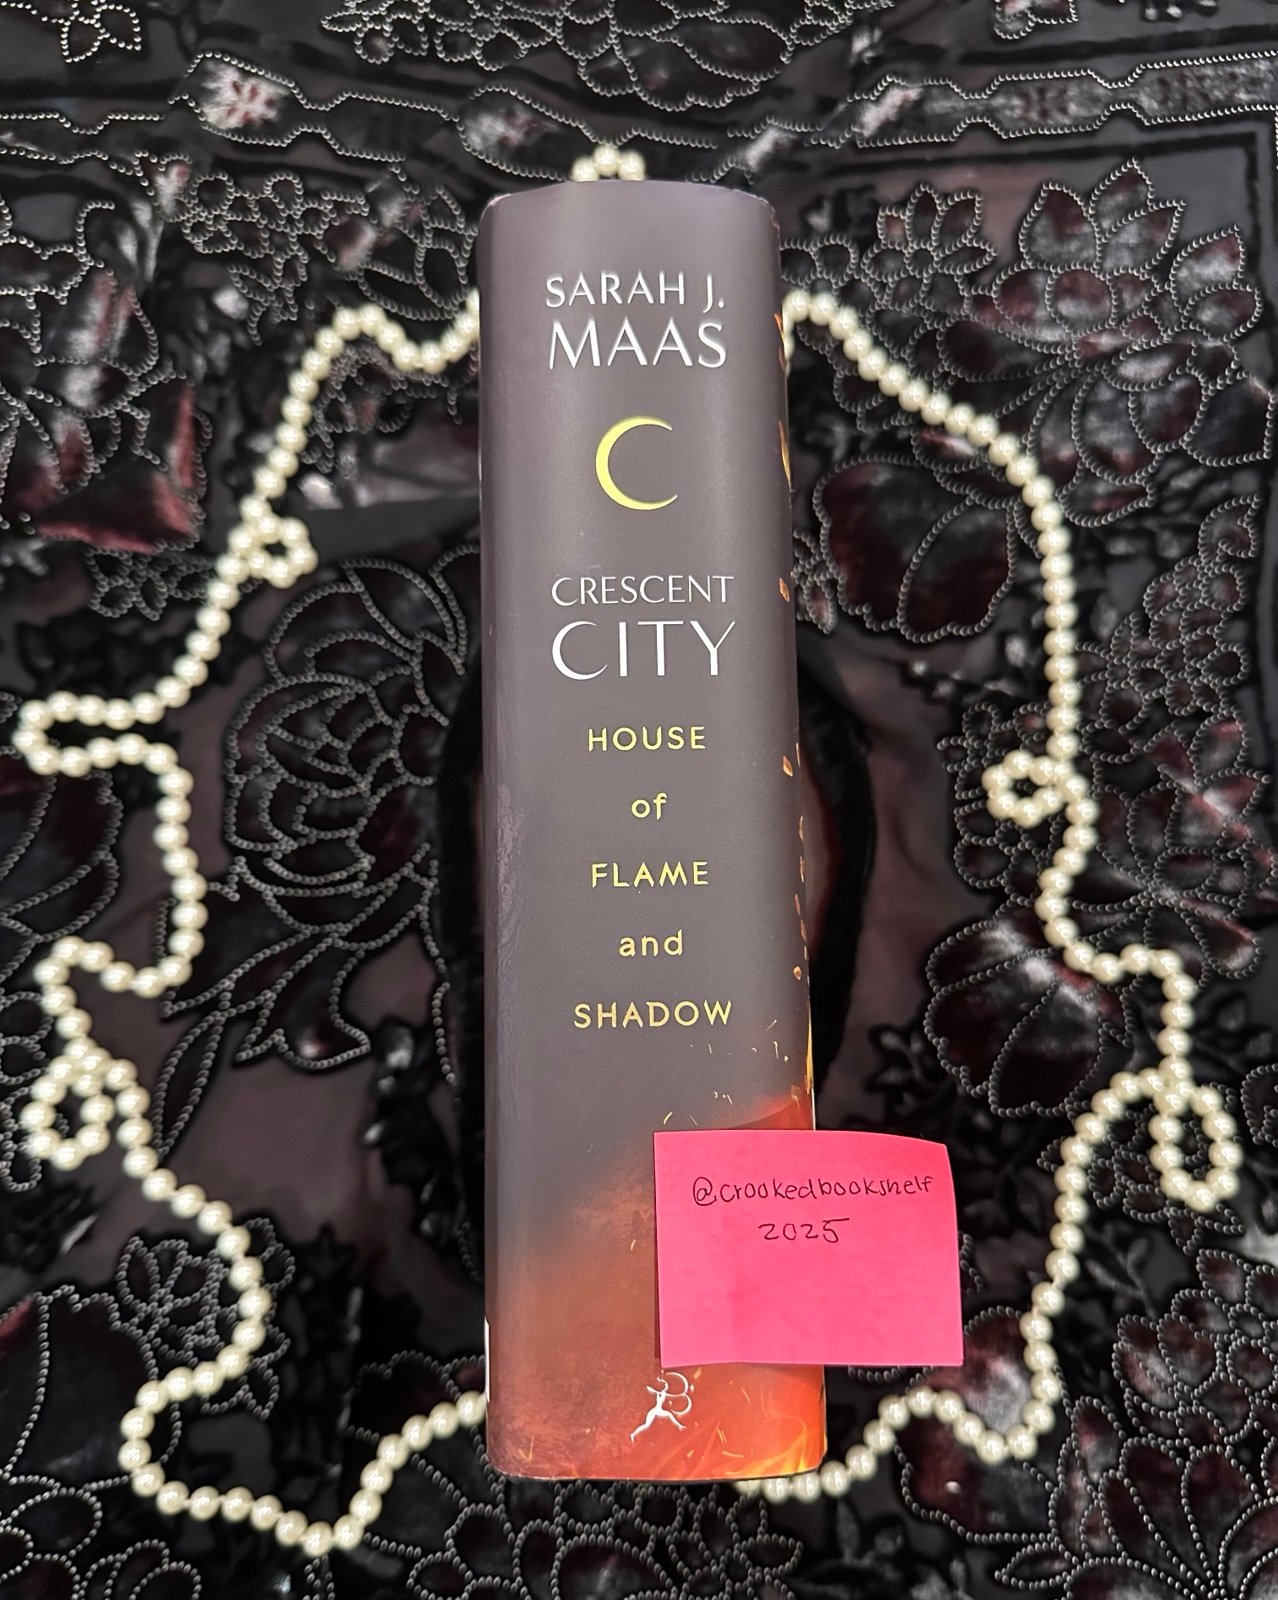 SARAH J.
MAAS
CRESCENT
CITY
HOUSE
of
FLAME
and
SHADOW
@crookedbookshelf
2025